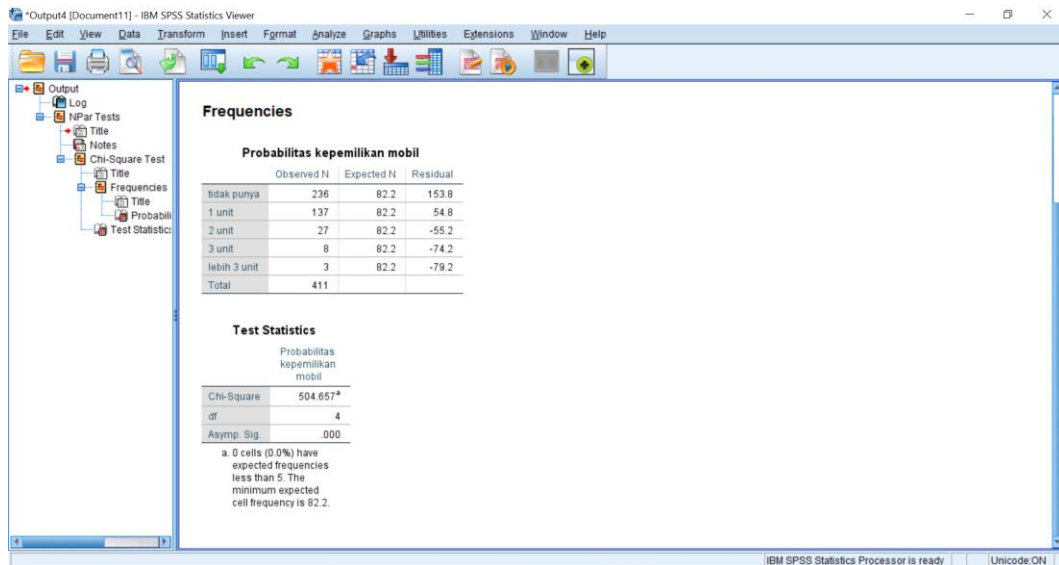 *Output4 [Document11] - IBM SPSS Statistics Viewer
File Edit View Data Transform Insert Format Analyze Graphs Utilities Extensions Window Help
Output
Log
NPar Tests
Title
Notes
Chi-Square Test
Title
Frequencies
Title
Probabili
Test Statistics
Frequencies
Probabilitas kepemilikan mobil
Observed N Expected N Residual
tidak punya 236 82.2 153.8
1 unit 137 82.2 54.8
2 unit 27 82.2 -55.2
3 unit 8 82.2 -74.2
lebih 3 unit 3 82.2 -79.2
Total 411
Test Statistics
Probabilitas
kepemilikan
mobil
Chi-Square 504.657a
df 4
Asymp. Sig. .000
a. 0 cells (0.0%) have
expected frequencies
less than 5. The
minimum expected
cell frequency is 82.2.
IBM SPSS Statistics Processor is ready Unicode:ON